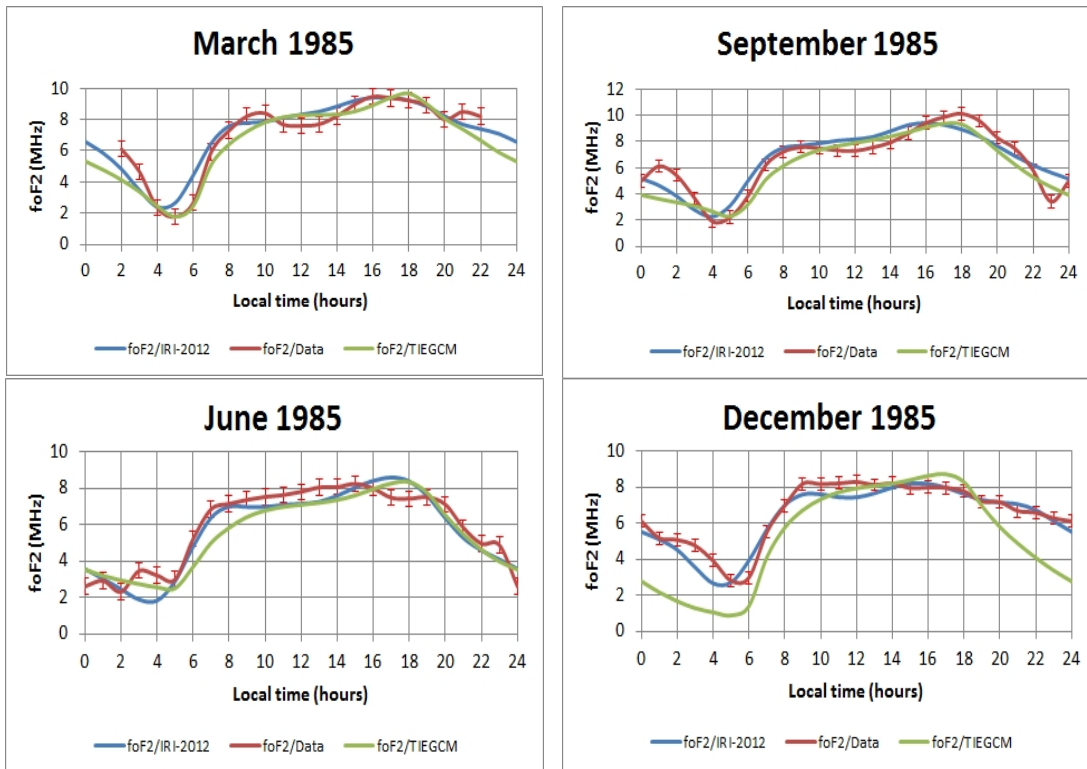 March 1985
foF2 (MHz)
10
8
6
4
2
0
0 2 4 6 8 10 12 14 16 18 20 22 24
Local time (hours)
foF2/IRI-2012 foF2/Data foF2/TIEGCM
September 1985
foF2 (MHz)
12
10
8
6
4
2
0
0 2 4 6 8 10 12 14 16 18 20 22 24
Local time (hours)
foF2/IRI-2012 foF2/Data foF2/TIEGCM
June 1985
foF2 (MHz)
10
8
6
4
2
0
0 2 4 6 8 10 12 14 16 18 20 22 24
Local time (hours)
foF2/IRI-2012 foF2/Data foF2/TIEGCM
December 1985
foF2 (MHz)
10
8
6
4
2
0
0 2 4 6 8 10 12 14 16 18 20 22 24
Local time (hours)
foF2/IRI-2012 foF2/Data foF2/TIEGCM